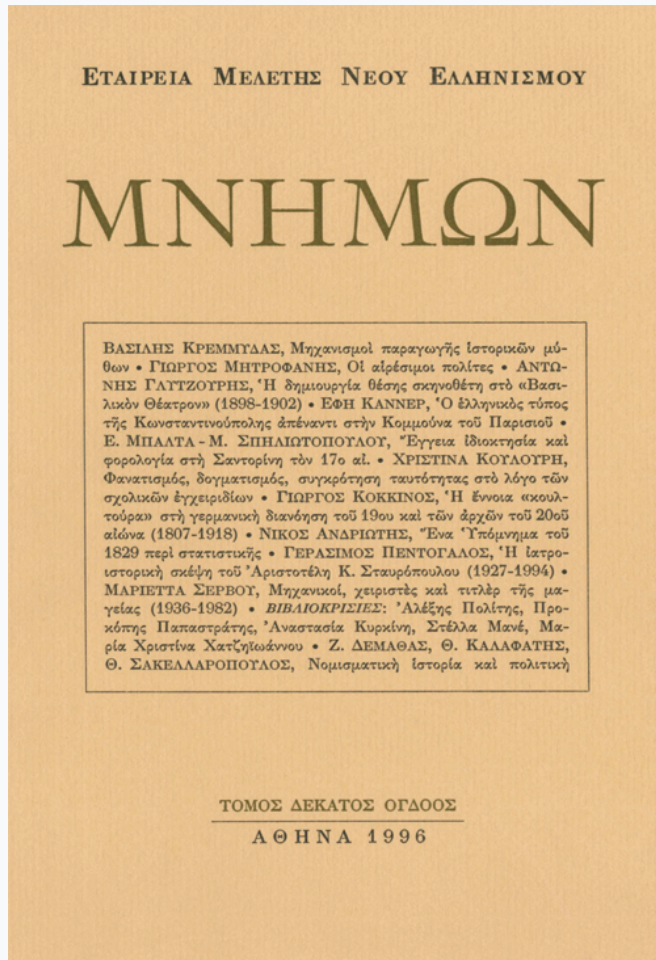 ΕΤΑΙΡΕΙΑ ΜΕΛΕΤΗΣ ΝΕΟΥ ΕΛΛΗΝΙΣΜΟΥ
ΜΝΗΜΩΝ
ΒΑΣΙΛΗΣ ΚΡΕΜΜΥΔΑΣ, Μηχανισμοὶ παραγωγῆς ἱστορικῶν μύ-
θων • ΓΙΩΡΓΟΣ ΜΗΤΡΟΦΑΝΗΣ, Οἱ αἱρέσιμοι πολίτες • ΑΝΤΩ-
ΝΗΣ ΓΛΥΤΖΟΥΡΗΣ, Ἡ δημιουργία θέσης σκηνοθέτη στὸ «Βασι-
λικὸν Θέατρον» (1898-1902) • ΕΦΗ ΚΑΝΝΕΡ, Ὁ ἑλληνικὸς τύπος
τῆς Κωνσταντινούπολης ἀπέναντι στὴν Κομμούνα τοῦ Παρισιοῦ •
Ε. ΜΠΑΛΤΑ - Μ. ΣΠΗΛΙΩΤΟΠΟΥΛΟΥ, Ἔγγεια ἰδιοκτησία καὶ
φορολογία στὴ Σαντορίνη τὸν 17ο αἰ. • ΧΡΙΣΤΙΝΑ ΚΟΥΛΟΥΡΗ,
Φανατισμός, δογματισμός, συγκρότηση ταυτότητας στὸ λόγο τῶν
σχολικῶν ἐγχειριδίων • ΓΙΩΡΓΟΣ ΚΟΚΚΙΝΟΣ, Ἡ ἔννοια «κουλ-
τούρα» στὴ γερμανικὴ διανόηση τοῦ 19ου καὶ τῶν ἀρχῶν τοῦ 20οῦ
αἰώνα (1807-1918) • ΝΙΚΟΣ ΑΝΔΡΙΩΤΗΣ, Ἕνα Ὑπόμνημα τοῦ
1829 περὶ στατιστικῆς • ΓΕΡΑΣΙΜΟΣ ΠΕΝΤΟΓΑΛΟΣ, Ἡ ἰατρο-
ιστορικὴ σκέψη τοῦ Ἀριστοτέλη Κ. Σταυρόπουλου (1927-1994) •
ΜΑΡΙΕΤΤΑ ΣΕΡΒΟΥ, Μηχανικοί, χειριστὲς καὶ τιτλὲρ τῆς μα-
γείας (1936-1982) • ΒΙΒΛΙΟΚΡΙΣΙΕΣ: Ἀλέξης Πολίτης, Προ-
κόπης Παπαστράτης, Ἀναστασία Κυρκίνη, Στέλλα Μανέ, Μα-
ρία Χριστίνα Χατζηϊωάννου • Ζ. ΔΕΜΑΘΑΣ, Θ. ΚΑΛΑΦΑΤΗΣ,
Θ. ΣΑΚΕΛΛΑΡΟΠΟΥΛΟΣ, Νομισματικὴ ἱστορία καὶ πολιτικὴ
ΤΟΜΟΣ ΔΕΚΑΤΟΣ ΟΓΔΟΟΣ
ΑΘΗΝΑ 1996